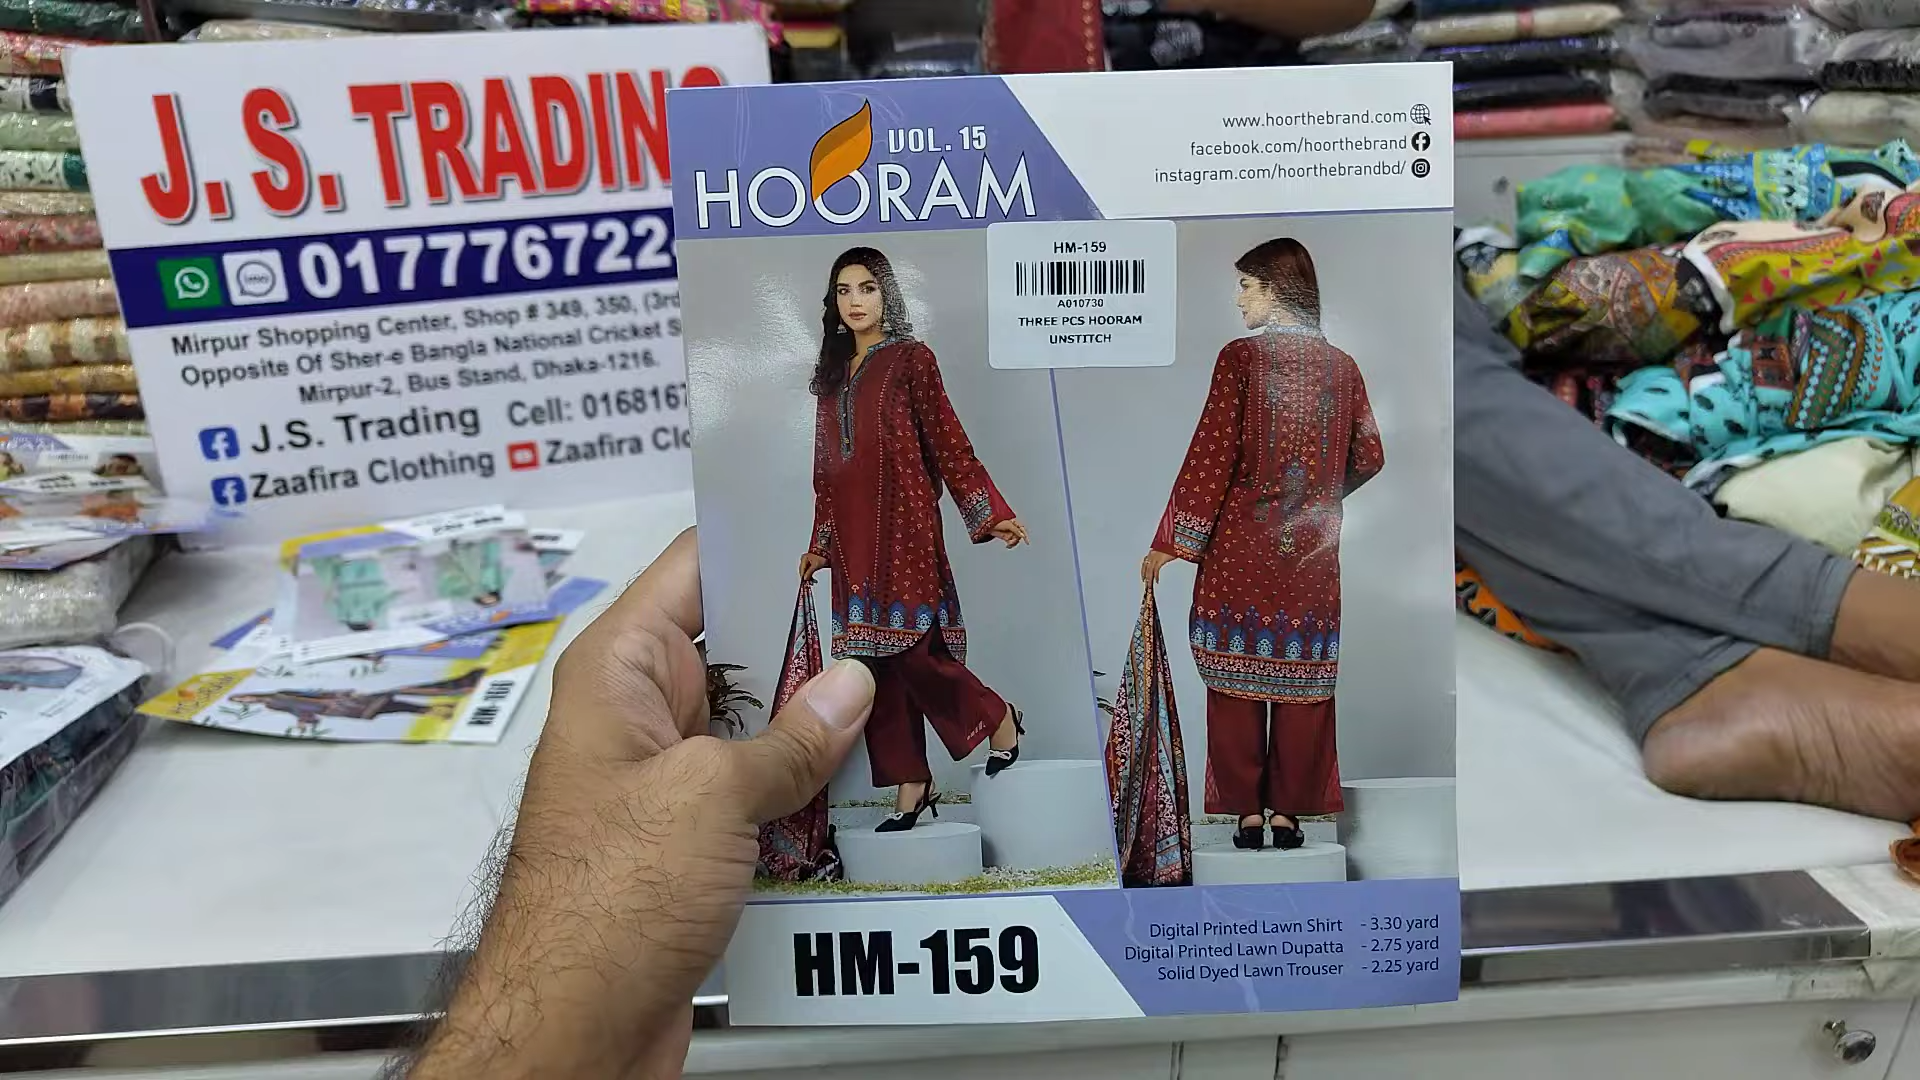 J. S. TRADING
0177767224
Mirpur Shopping Center, Shop # 349, 350, (3rd
Opposite Of Sher-e Bangla National Cricket S
Mirpur-2, Bus Stand, Dhaka-1216.
J.S. Trading Cell: 0168167
Zaafira Clothing Zaafira Clo
VOL. 15
HOORAM
www.hoorthebrand.com
facebook.com/hoorthebrand
instagram.com/hoorthebrandbd/
HM-159
A010730
THREE PCS HOORAM
UNSTITCH
HM-159
Digital Printed Lawn Shirt - 3.30 yard
Digital Printed Lawn Dupatta - 2.75 yard
Solid Dyed Lawn Trouser - 2.25 yard
HOORAM